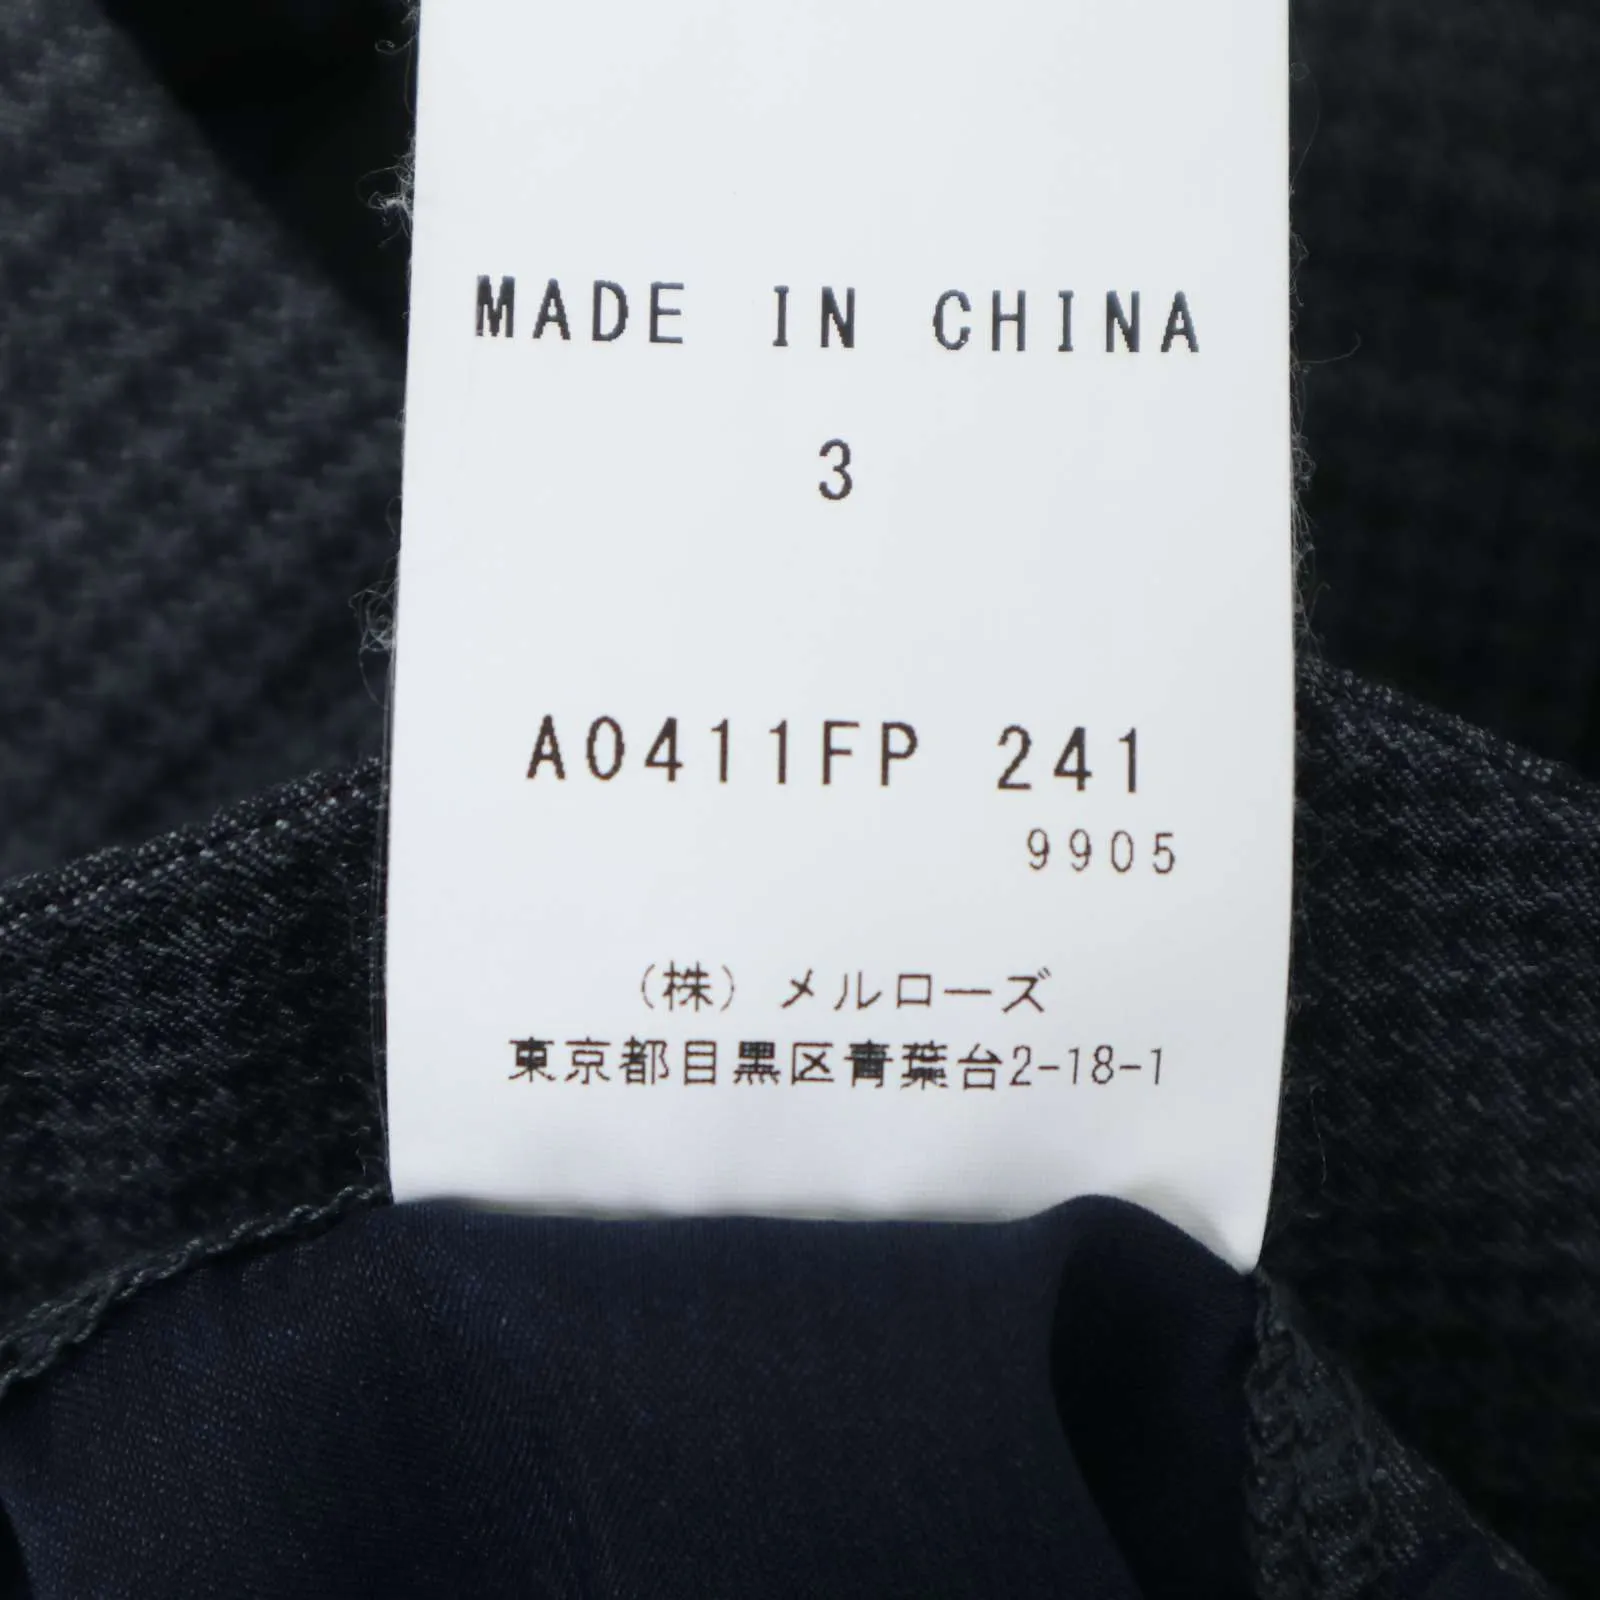 MADE IN CHINA
3
A0411FP 241
9905
(株) メルローズ
東京都目黒区青葉台2-18-1